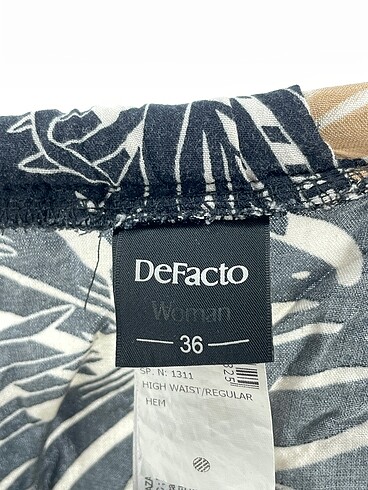 DeFacto
Woman
36
SP. N: 1311
HIGH WAIST/REGULAR
HEM